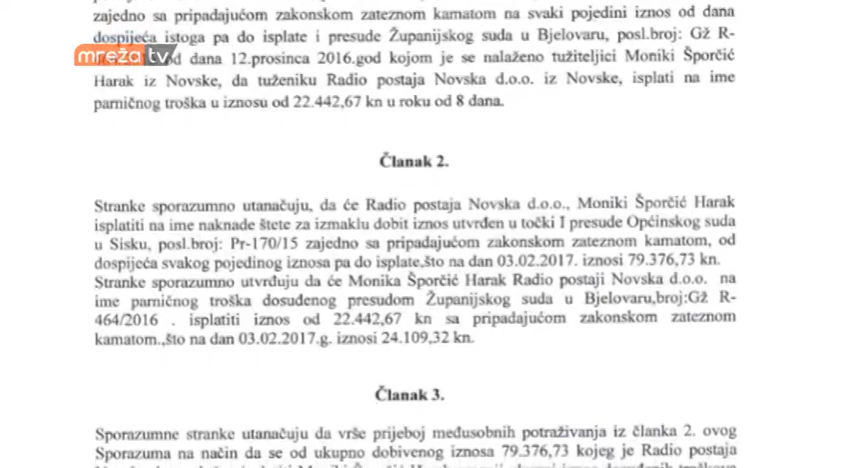 zajedno sa pripadajućom zakonskom zateznom kamatom na svaki pojedini iznos od dana
dospijeća istoga pa do isplate i presude Županijskog suda u Bjelovaru, posl.broj: Gž R-
mreža tv od dana 12.prosinca 2016.god kojom je se nalaženo tužiteljici Moniki Šporčić
Harak iz Novske, da tuženiku Radio postaja Novska d.o.o. iz Novske, isplati na ime
parničnog troška u iznosu od 22.442,67 kn u roku od 8 dana.
Članak 2.
Stranke sporazumno utanačuju, da će Radio postaja Novska d.o.o., Moniki Šporčić Harak
isplatiti na ime naknade štete za izmaklu dobit iznos utvrđen u točki I presude Općinskog suda
u Sisku, posl.broj: Pr-170/15 zajedno sa pripadajućom zakonskom zateznom kamatom, od
dospijeća svakog pojedinog iznosa pa do isplate,što na dan 03.02.2017. iznosi 79.376,73 kn.
Stranke sporazumno utvrđuju da će Monika Šporčić Harak Radio postaji Novska d.o.o. na
ime parničnog troška dosuđenog presudom Županijskog suda u Bjelovaru,broj:Gž R-
464/2016 . isplatiti iznos od 22.442,67 kn sa pripadajućom zakonskom zateznom
kamatom.,što na dan 03.02.2017.g. iznosi 24.109,32 kn.
Članak 3.
Sporazumne stranke utanačuju da vrše prijeboj međusobnih potraživanja iz članka 2. ovog
Sporazuma na način da se od ukupno dobivenog iznosa 79.376,73 kojeg je Radio postaja